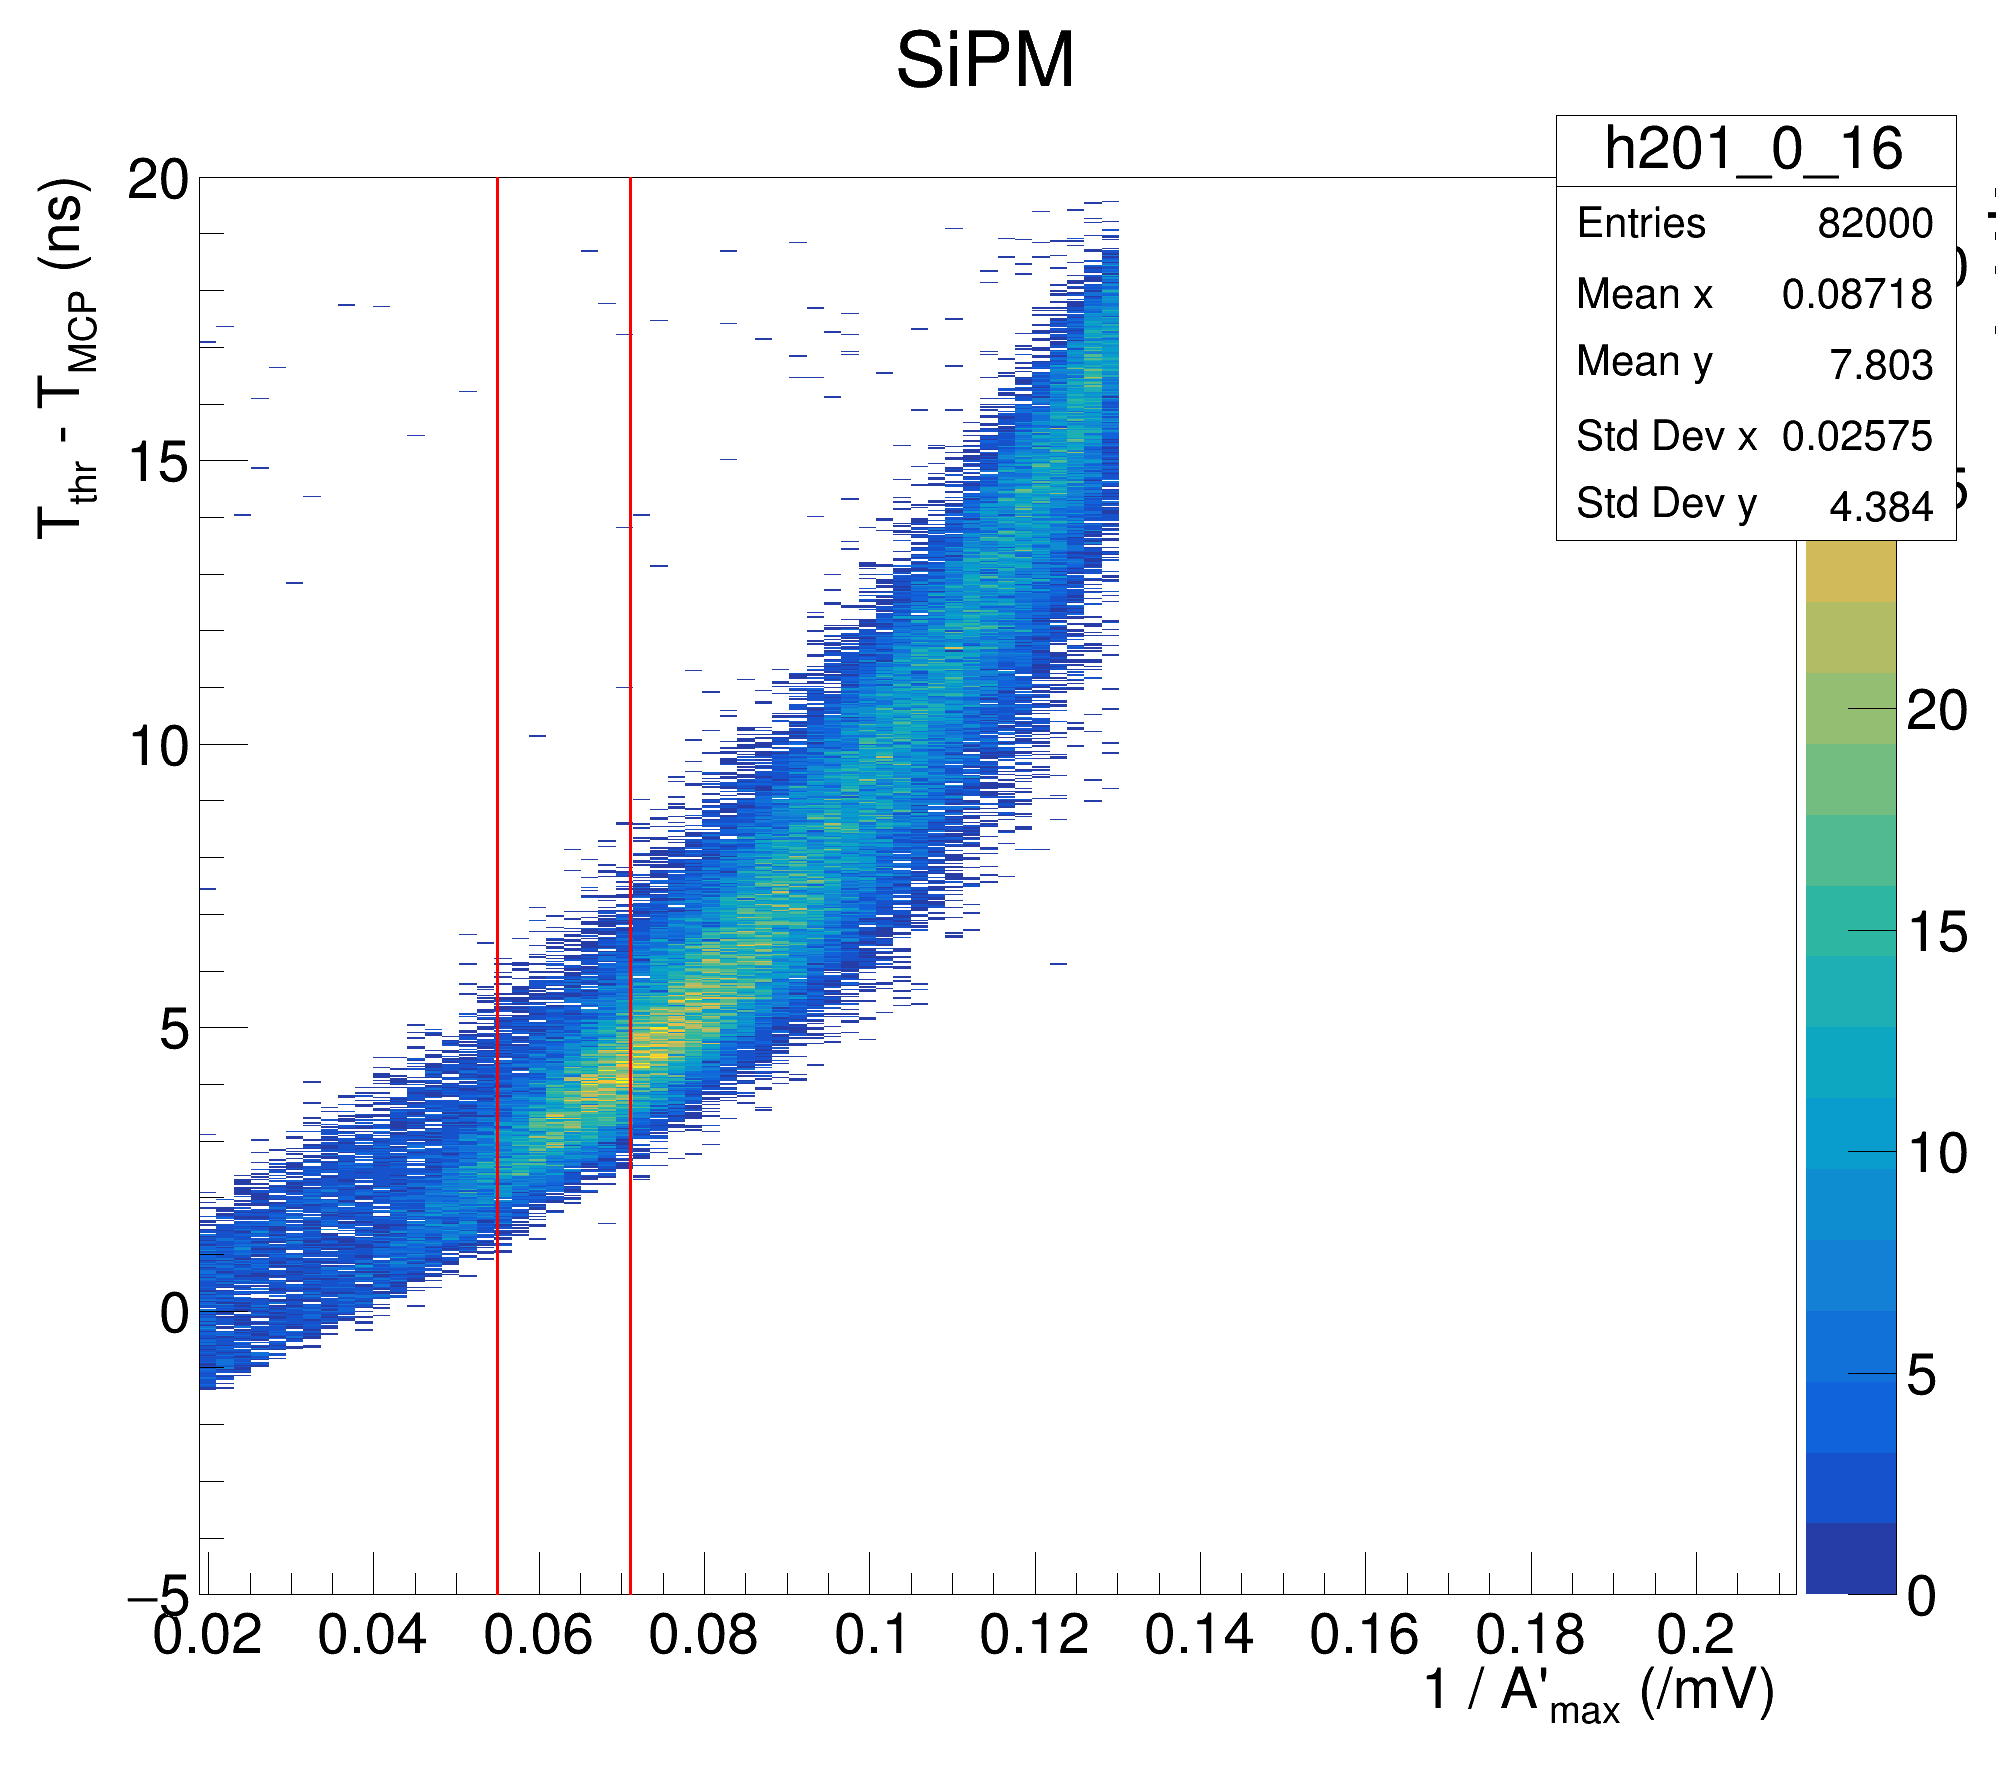 SiPM
h201_0_16
Entries 82000
Mean x 0.08718
Mean y 7.803
Std Dev x 0.02575
Std Dev y 4.384
T_thr - T_MCP (ns)
20
15
10
5
0
−5
0.02 0.04 0.06 0.08 0.1 0.12 0.14 0.16 0.18 0.2
1 / A'_max (/mV)
20
15
10
5
0